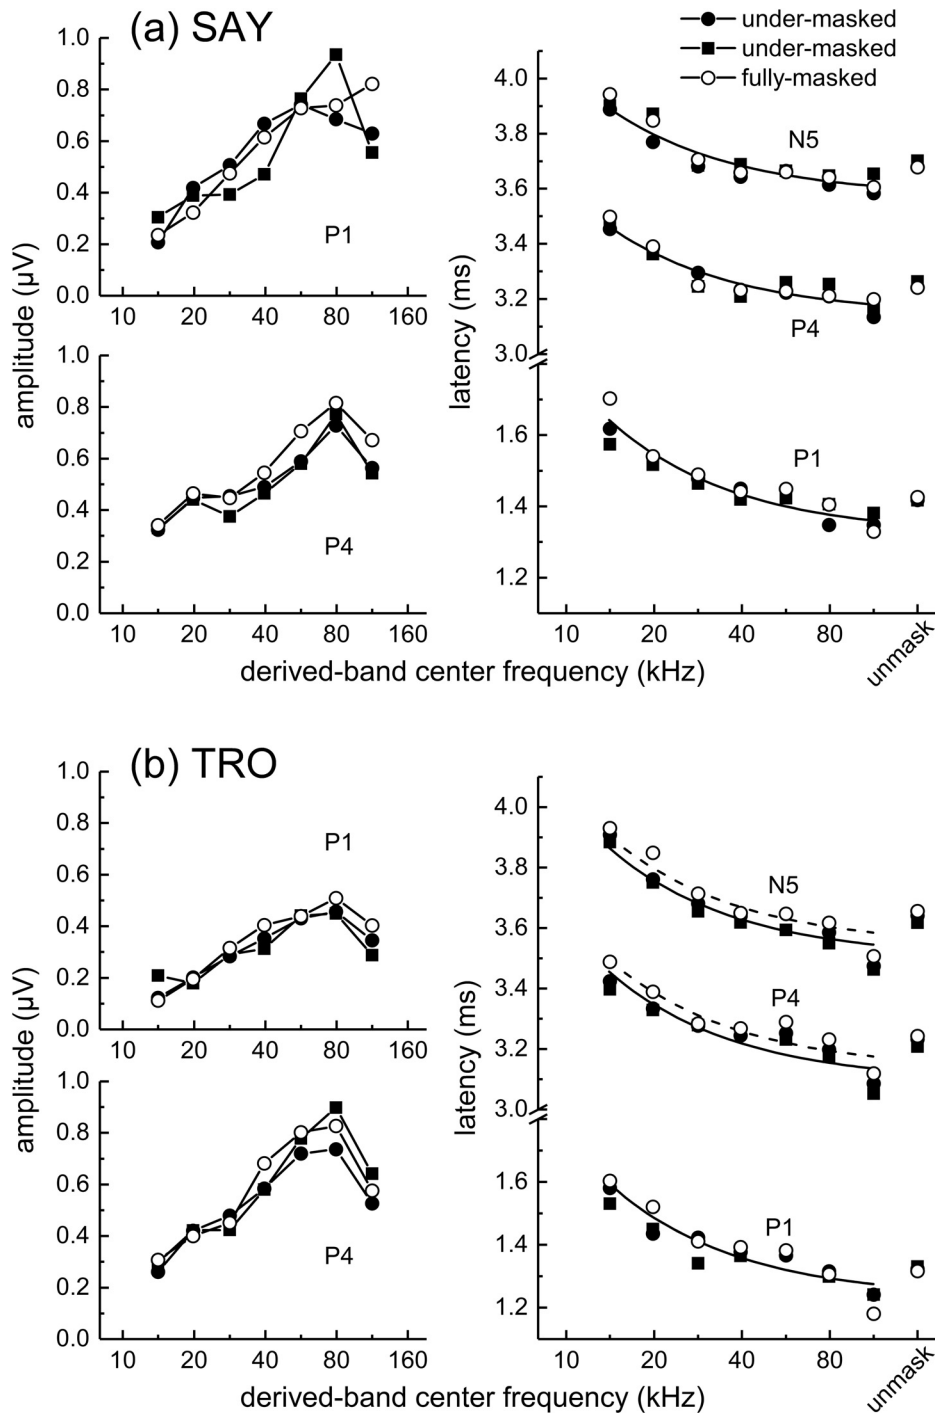 (a) SAY
under-masked
under-masked
fully-masked
amplitude (µV)
1.0
0.8
0.6
0.4
0.2
0.0
P1
10 20 40 80 160
1.0
0.8
0.6
0.4
0.2
0.0
P4
10 20 40 80 160
latency (ms)
4.0
3.8
3.6
3.4
3.2
3.0
1.6
1.4
1.2
N5
P4
P1
10 20 40 80 unmask
derived-band center frequency (kHz)
(b) TRO
amplitude (µV)
1.0
0.8
0.6
0.4
0.2
0.0
P1
10 20 40 80 160
1.0
0.8
0.6
0.4
0.2
0.0
P4
10 20 40 80 160
latency (ms)
4.0
3.8
3.6
3.4
3.2
3.0
1.6
1.4
1.2
N5
P4
P1
10 20 40 80 unmask
derived-band center frequency (kHz)